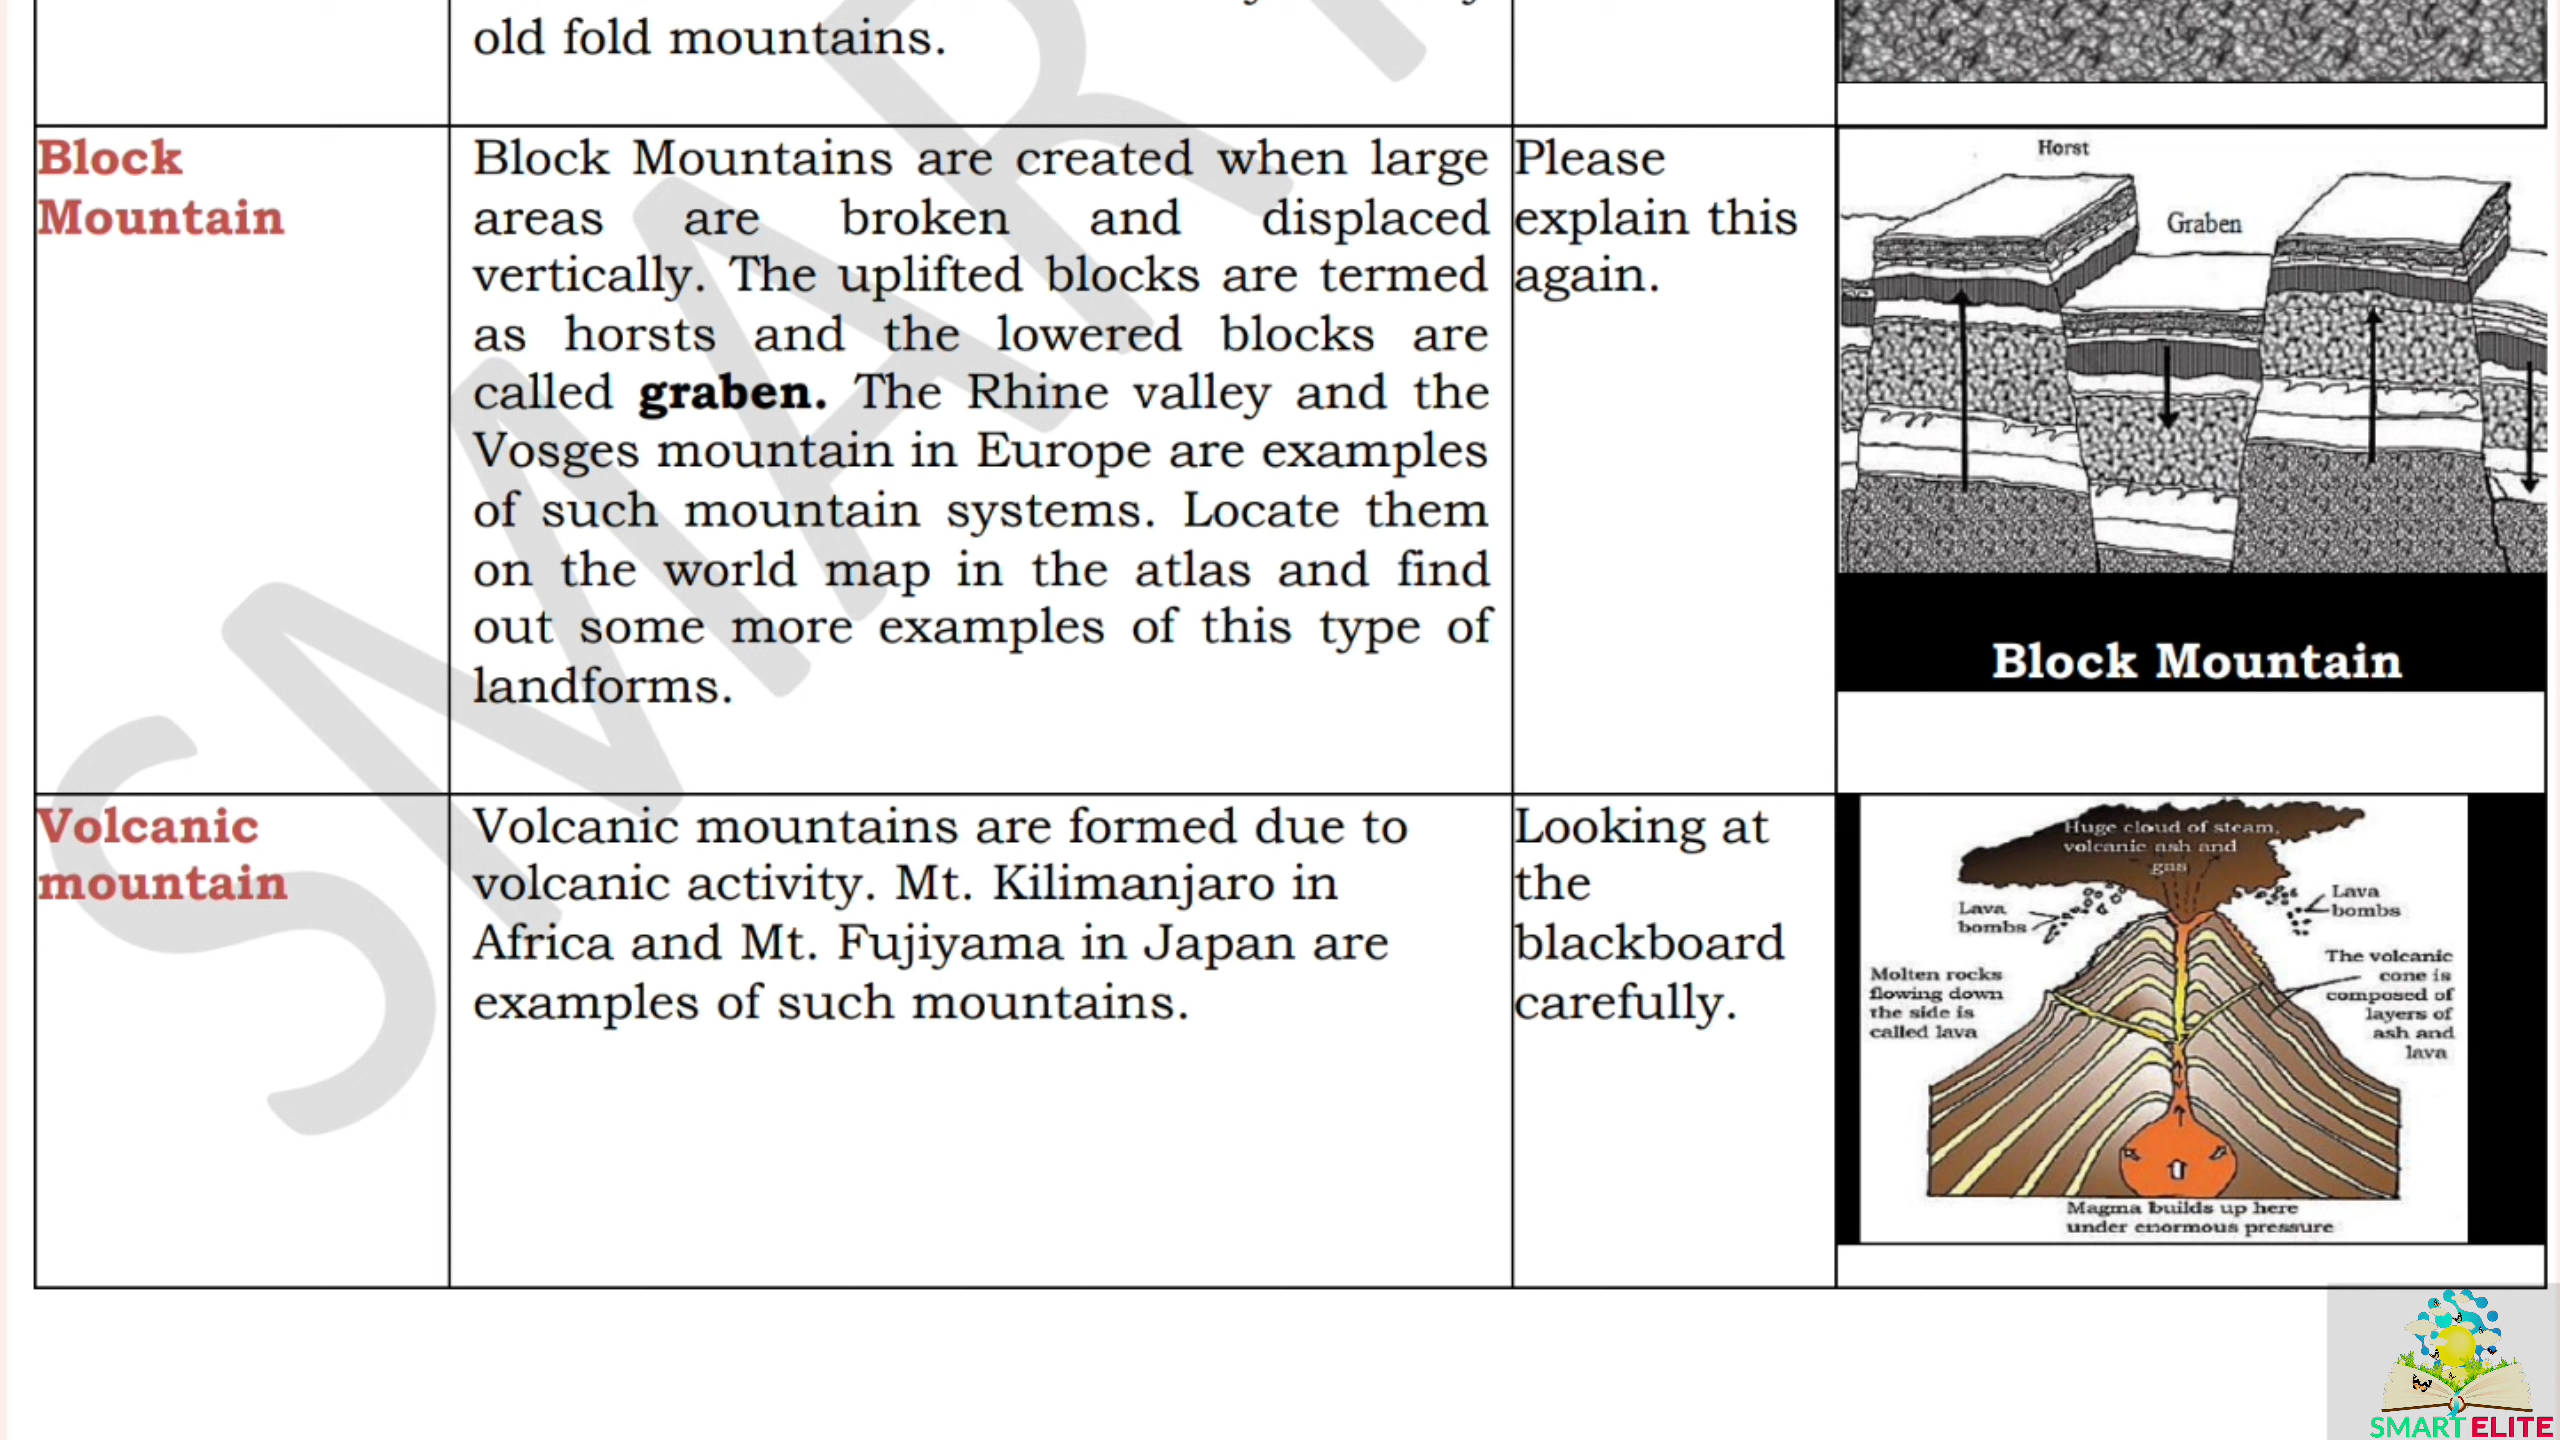 old fold mountains.
Block
Mountain
Block Mountains are created when large
areas are broken and displaced
vertically. The uplifted blocks are termed
as horsts and the lowered blocks are
called graben. The Rhine valley and the
Vosges mountain in Europe are examples
of such mountain systems. Locate them
on the world map in the atlas and find
out some more examples of this type of
landforms.
Please
explain this
again.
Horst
Graben
Block Mountain
Volcanic
mountain
Volcanic mountains are formed due to
volcanic activity. Mt. Kilimanjaro in
Africa and Mt. Fujiyama in Japan are
examples of such mountains.
Looking at
the
blackboard
carefully.
Huge cloud of steam,
volcanic ash and
gas
Lava
bombs
Lava
bombs
Molten rocks
flowing down
the side is
called lava
The volcanic
cone is
composed of
layers of
ash and
lava
Magma builds up here
under enormous pressure
SMART ELITE
SMAR